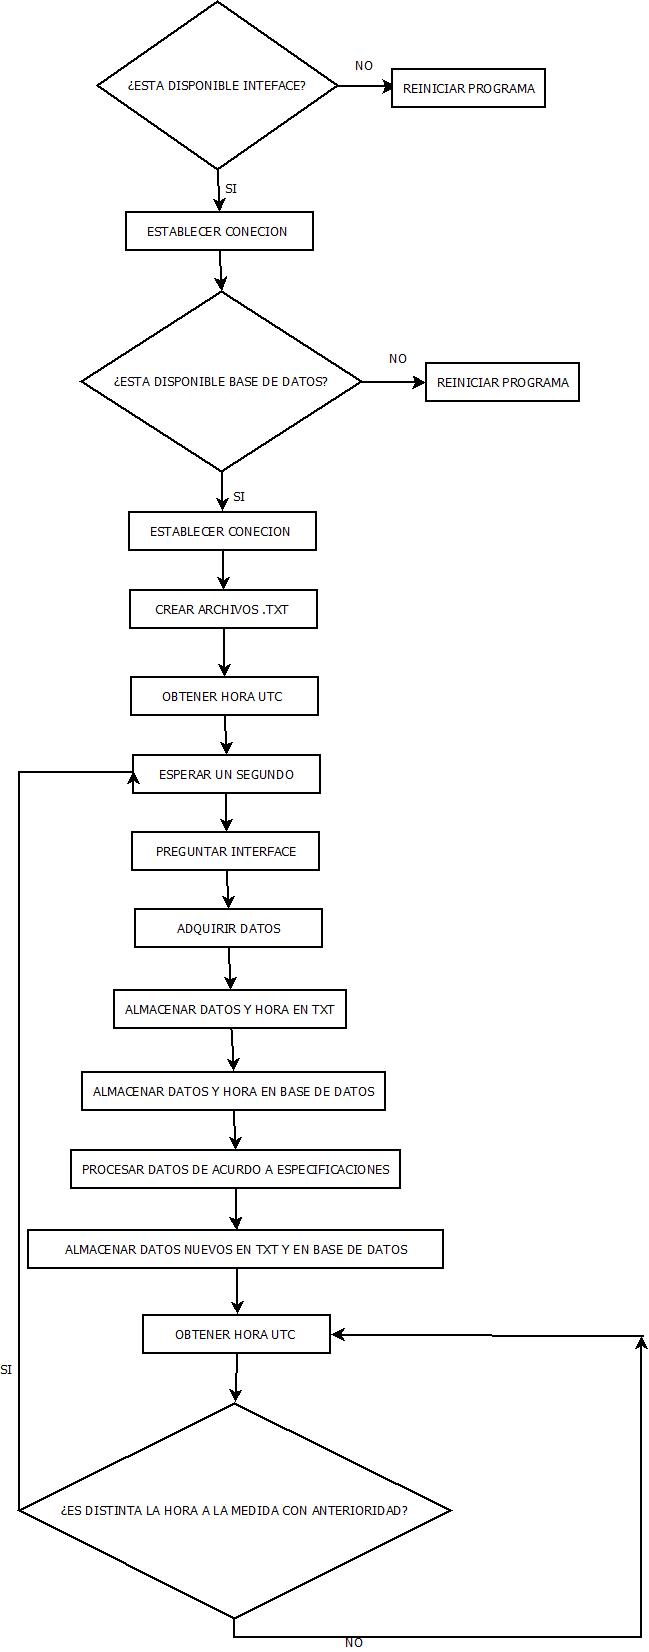 ¿ESTA DISPONIBLE INTEFACE?
NO
REINICIAR PROGRAMA
SI
ESTABLECER CONECION
¿ESTA DISPONIBLE BASE DE DATOS?
NO
REINICIAR PROGRAMA
SI
ESTABLECER CONECION
CREAR ARCHIVOS .TXT
OBTENER HORA UTC
ESPERAR UN SEGUNDO
PREGUNTAR INTERFACE
ADQUIRIR DATOS
ALMACENAR DATOS Y HORA EN TXT
ALMACENAR DATOS Y HORA EN BASE DE DATOS
PROCESAR DATOS DE ACURDO A ESPECIFICACIONES
ALMACENAR DATOS NUEVOS EN TXT Y EN BASE DE DATOS
OBTENER HORA UTC
SI
¿ES DISTINTA LA HORA A LA MEDIDA CON ANTERIORIDAD?
NO